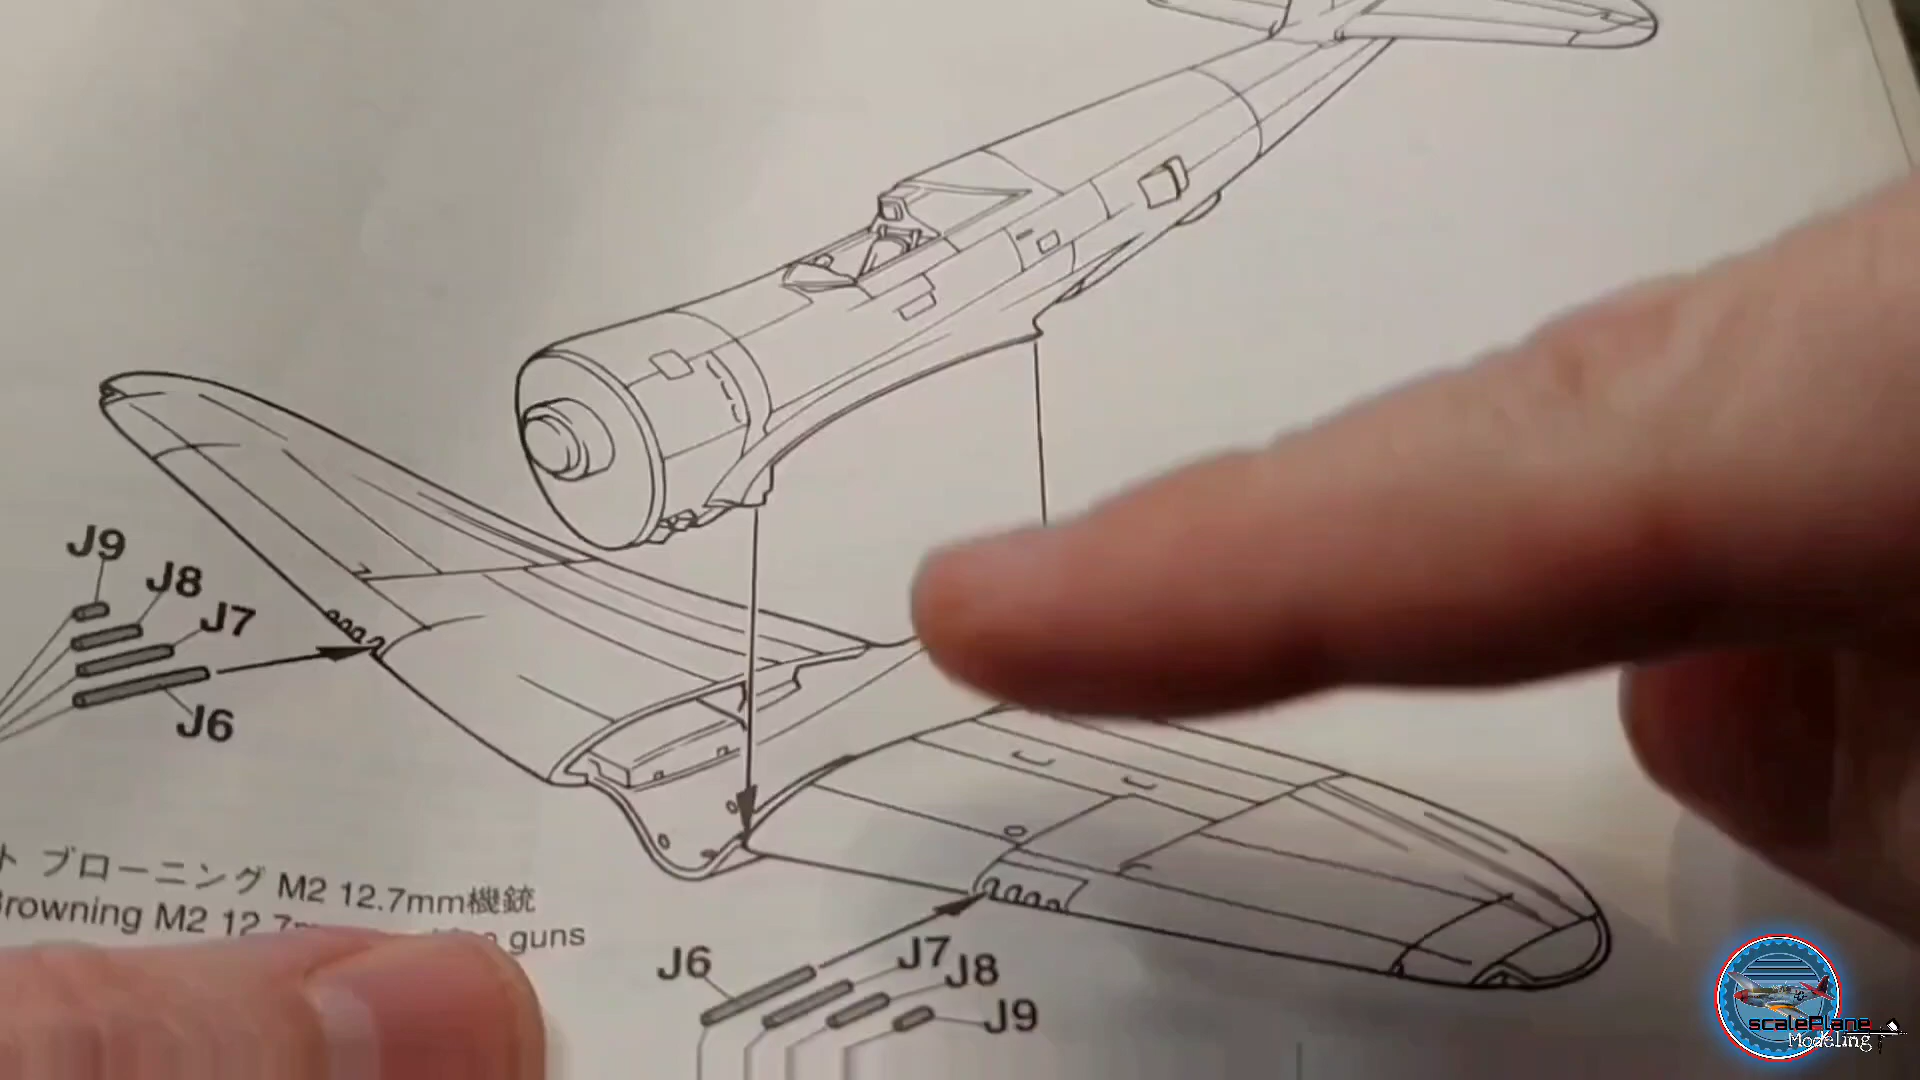 J9
J8
J7
J6
ト ブローニング M2 12.7mm機銃
Browning M2 12.7mm guns
J6
J7
J8
J9
scalePlane
Modeling